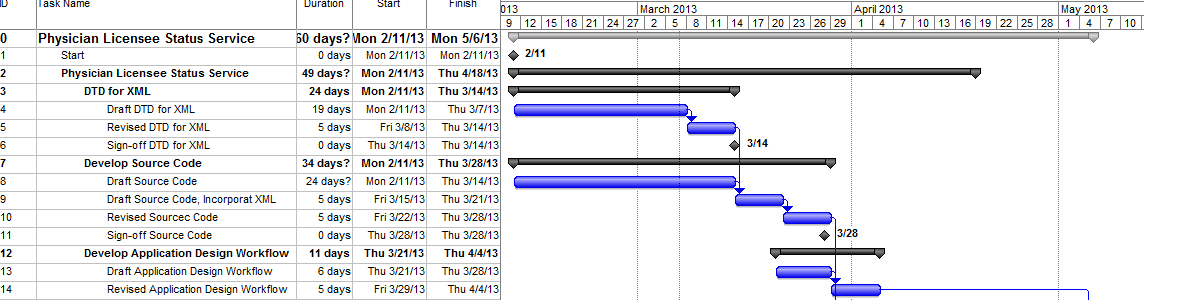 ID Task Name Duration Start Finish 013 March 2013 April 2013 May 2013
9 12 15 18 21 24 27 2 5 8 11 14 17 20 23 26 29 1 4 7 10 13 16 19 22 25 28 1 4 7 10
0 Physician Licensee Status Service 60 days? Mon 2/11/13 Mon 5/6/13
1 Start 0 days Mon 2/11/13 Mon 2/11/13 2/11
2 Physician Licensee Status Service 49 days? Mon 2/11/13 Thu 4/18/13
3 DTD for XML 24 days Mon 2/11/13 Thu 3/14/13
4 Draft DTD for XML 19 days Mon 2/11/13 Thu 3/7/13
5 Revised DTD for XML 5 days Fri 3/8/13 Thu 3/14/13
6 Sign-off DTD for XML 0 days Thu 3/14/13 Thu 3/14/13 3/14
7 Develop Source Code 34 days? Mon 2/11/13 Thu 3/28/13
8 Draft Source Code 24 days? Mon 2/11/13 Thu 3/14/13
9 Draft Source Code, Incorporat XML 5 days Fri 3/15/13 Thu 3/21/13
10 Revised Sourcec Code 5 days Fri 3/22/13 Thu 3/28/13
11 Sign-off Source Code 0 days Thu 3/28/13 Thu 3/28/13 3/28
12 Develop Application Design Workflow 11 days Thu 3/21/13 Thu 4/4/13
13 Draft Application Design Workflow 6 days Thu 3/21/13 Thu 3/28/13
14 Revised Application Design Workflow 5 days Fri 3/29/13 Thu 4/4/13